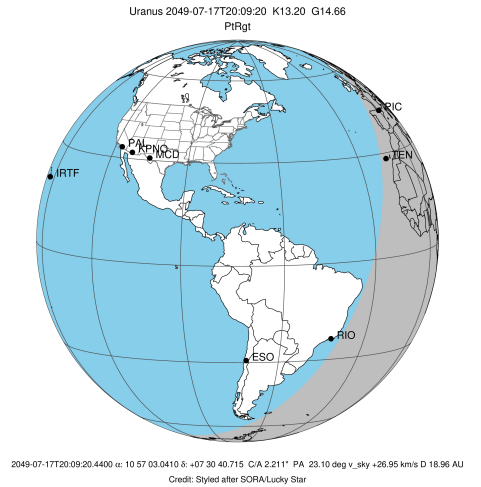 Uranus 2049-07-17T20:09:20 K13.20 G14.66
PtRgt
PIC
PAL
KPNO
MCD
TEN
IRTF
RIO
ESO
2049-07-17T20:09:20.4400 α: 10 57 03.0410 δ: +07 30 40.715 C/A 2.211" PA 23.10 deg v_sky +26.95 km/s D 18.96 AU
Credit: Styled after SORA/Lucky Star